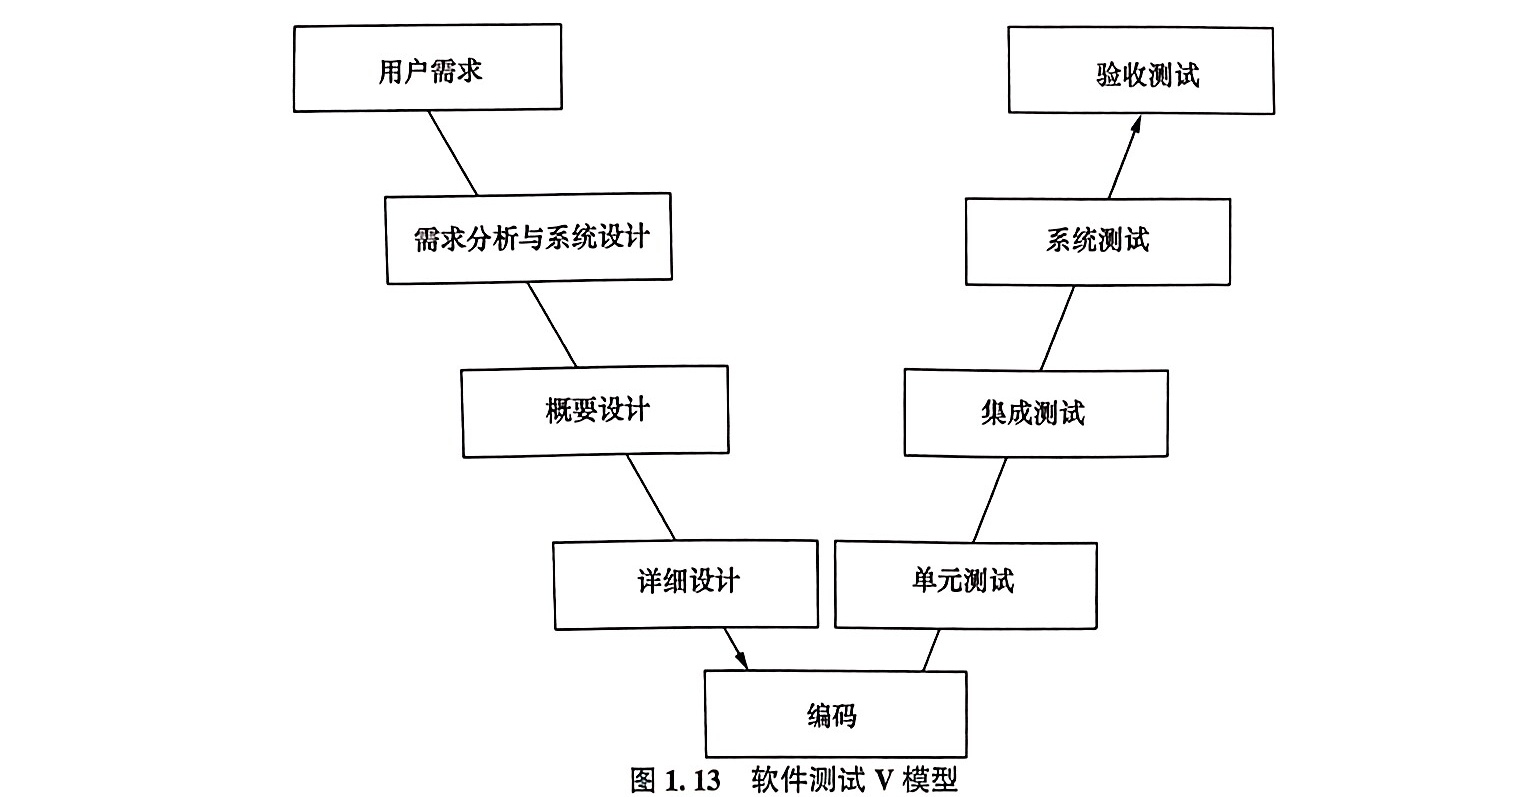 用户需求
验收测试
需求分析与系统设计
系统测试
概要设计
集成测试
详细设计
单元测试
编码
图 1.13 软件测试 V 模型